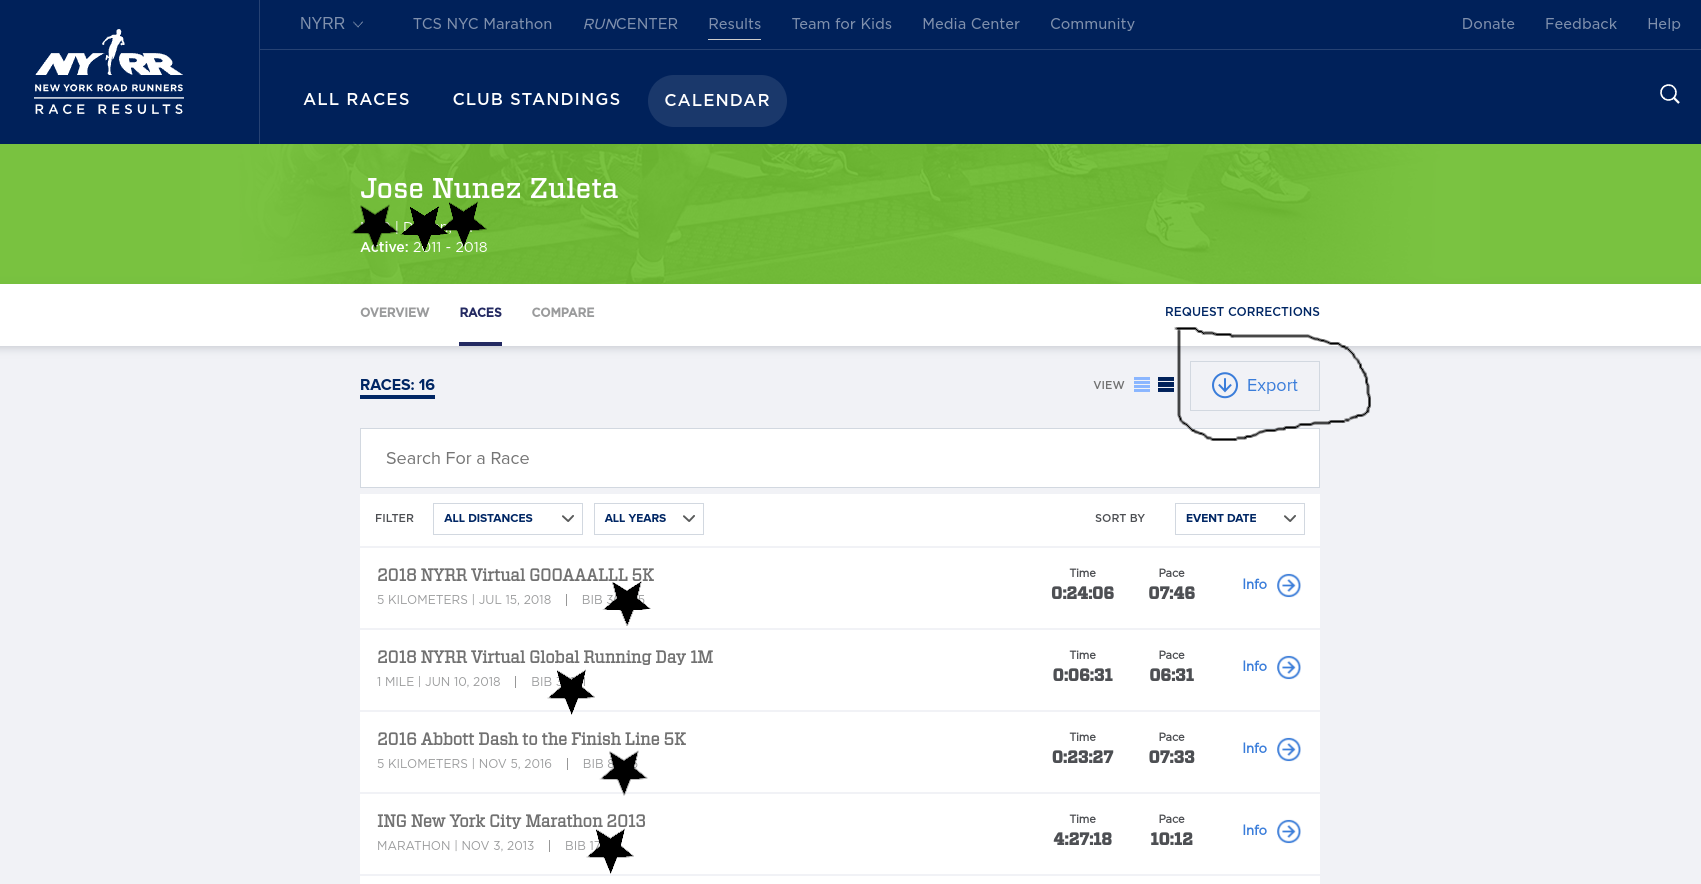 NYRR
NEW YORK ROAD RUNNERS
RACE RESULTS
NYRR TCS NYC Marathon RUNCENTER Results Team for Kids Media Center Community Donate Feedback Help
ALL RACES CLUB STANDINGS CALENDAR
Jose Nunez Zuleta
Active: 2011 - 2018
OVERVIEW RACES COMPARE REQUEST CORRECTIONS
RACES: 16 VIEW Export
Search For a Race
FILTER ALL DISTANCES ALL YEARS SORT BY EVENT DATE
2018 NYRR Virtual GOOAAALLL 5K Time Pace
5 KILOMETERS | JUL 15, 2018 | BIB 0:24:06 07:46 Info
2018 NYRR Virtual Global Running Day 1M Time Pace
1 MILE | JUN 10, 2018 | BIB 0:06:31 06:31 Info
2016 Abbott Dash to the Finish Line 5K Time Pace
5 KILOMETERS | NOV 5, 2016 | BIB 0:23:27 07:33 Info
ING New York City Marathon 2013 Time Pace
MARATHON | NOV 3, 2013 | BIB 4:27:18 10:12 Info